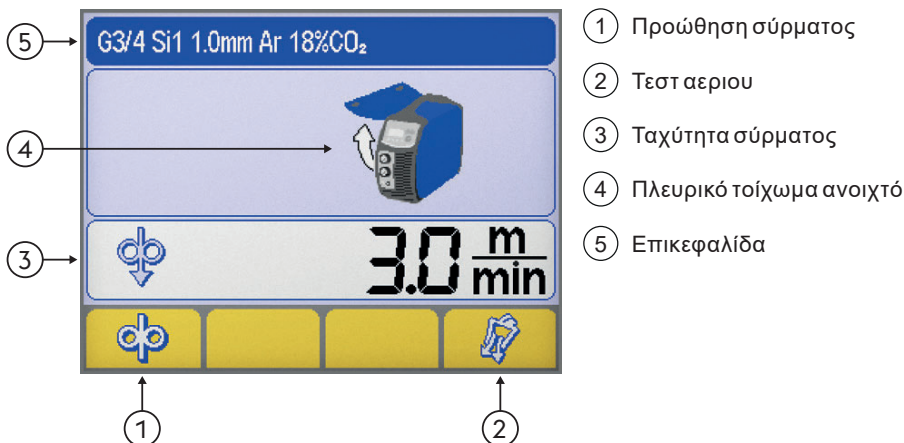 5 G3/4 Si1 1.0mm Ar 18%CO₂
4
3 3.0 m/min
1 2
1 Προώθηση σύρματος
2 Τεστ αεριου
3 Ταχύτητα σύρματος
4 Πλευρικό τοίχωμα ανοιχτό
5 Επικεφαλίδα